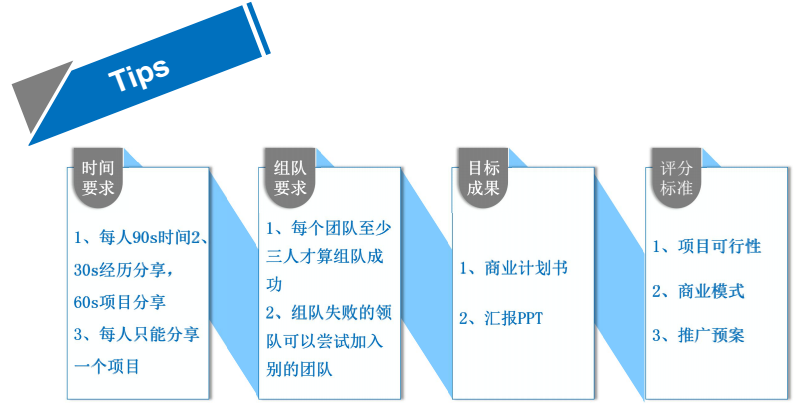 Tips
时间
要求
1、每人90s时间2、
30s经历分享，
60s项目分享
3、每人只能分享
一个项目
组队
要求
1、每个团队至少
三人才算组队成
功
2、组队失败的领
队可以尝试加入
别的团队
目标
成果
1、商业计划书
2、汇报PPT
评分
标准
1、项目可行性
2、商业模式
3、推广预案